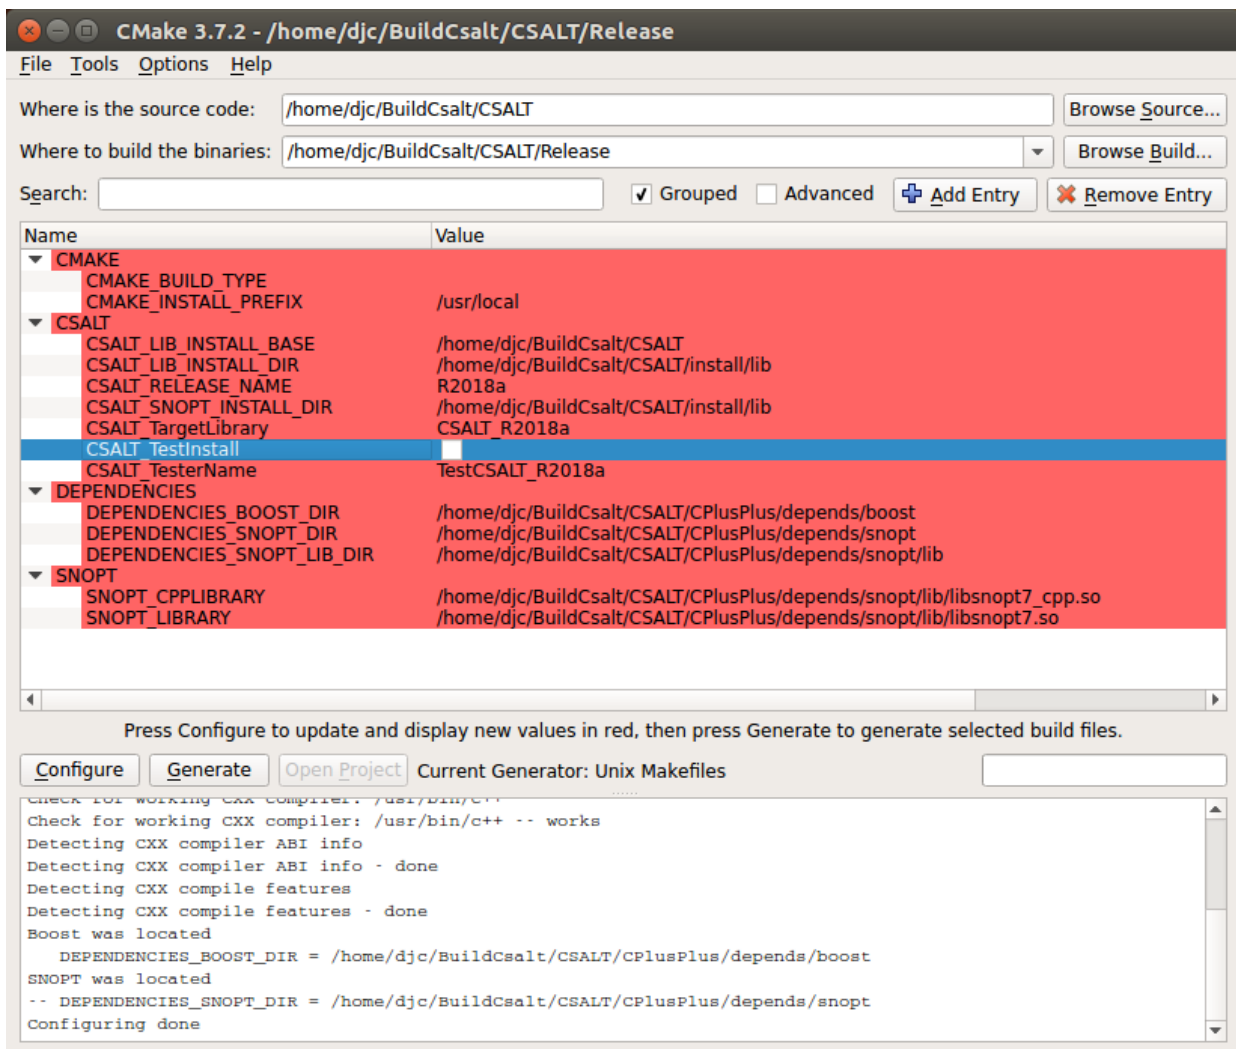 CMake 3.7.2 - /home/djc/BuildCsalt/CSALT/Release
File Tools Options Help
Where is the source code: /home/djc/BuildCsalt/CSALT Browse Source...
Where to build the binaries: /home/djc/BuildCsalt/CSALT/Release Browse Build...
Search: Grouped Advanced Add Entry Remove Entry
Name Value
CMAKE
CMAKE_BUILD_TYPE
CMAKE_INSTALL_PREFIX /usr/local
CSALT
CSALT_LIB_INSTALL_BASE /home/djc/BuildCsalt/CSALT
CSALT_LIB_INSTALL_DIR /home/djc/BuildCsalt/CSALT/install/lib
CSALT_RELEASE_NAME R2018a
CSALT_SNOPT_INSTALL_DIR /home/djc/BuildCsalt/CSALT/install/lib
CSALT_TargetLibrary CSALT_R2018a
CSALT_TestInstall
CSALT_TesterName TestCSALT_R2018a
DEPENDENCIES
DEPENDENCIES_BOOST_DIR /home/djc/BuildCsalt/CSALT/CPlusPlus/depends/boost
DEPENDENCIES_SNOPT_DIR /home/djc/BuildCsalt/CSALT/CPlusPlus/depends/snopt
DEPENDENCIES_SNOPT_LIB_DIR /home/djc/BuildCsalt/CSALT/CPlusPlus/depends/snopt/lib
SNOPT
SNOPT_CPPLIBRARY /home/djc/BuildCsalt/CSALT/CPlusPlus/depends/snopt/lib/libsnopt7_cpp.so
SNOPT_LIBRARY /home/djc/BuildCsalt/CSALT/CPlusPlus/depends/snopt/lib/libsnopt7.so
Press Configure to update and display new values in red, then press Generate to generate selected build files.
Configure Generate Open Project Current Generator: Unix Makefiles
Check for working CXX compiler: /usr/bin/c++
Check for working CXX compiler: /usr/bin/c++ -- works
Detecting CXX compiler ABI info
Detecting CXX compiler ABI info - done
Detecting CXX compile features
Detecting CXX compile features - done
Boost was located
DEPENDENCIES_BOOST_DIR = /home/djc/BuildCsalt/CSALT/CPlusPlus/depends/boost
SNOPT was located
-- DEPENDENCIES_SNOPT_DIR = /home/djc/BuildCsalt/CSALT/CPlusPlus/depends/snopt
Configuring done